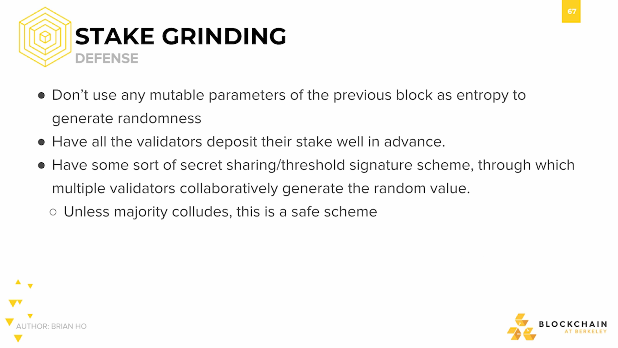 67
STAKE GRINDING
DEFENSE
● Don't use any mutable parameters of the previous block as entropy to
generate randomness
● Have all the validators deposit their stake well in advance.
● Have some sort of secret sharing/threshold signature scheme, through which
multiple validators collaboratively generate the random value.
○ Unless majority colludes, this is a safe scheme
AUTHOR: BRIAN HO
BLOCKCHAIN
AT BERKELEY